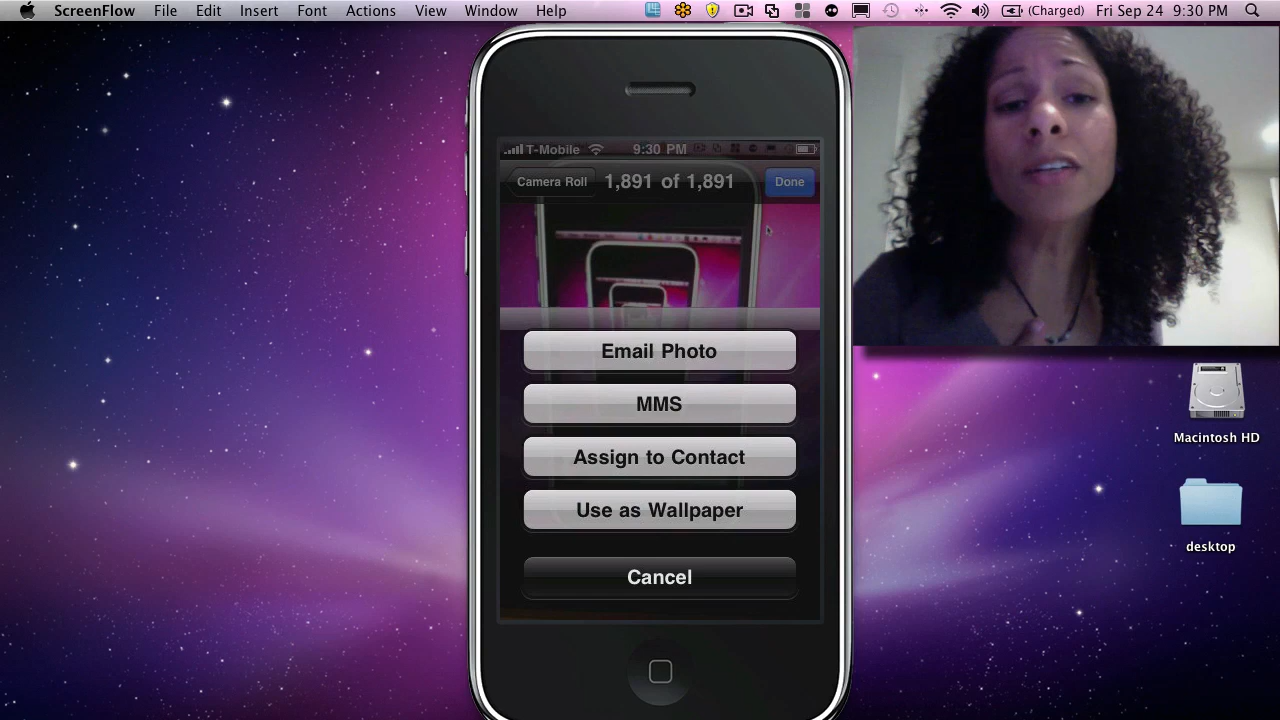 ScreenFlow File Edit Insert Font Actions View Window Help (Charged) Fri Sep 24 9:30 PM
T-Mobile 9:30 PM
Camera Roll 1,891 of 1,891 Done
Email Photo
MMS
Assign to Contact
Use as Wallpaper
Cancel
Macintosh HD
desktop